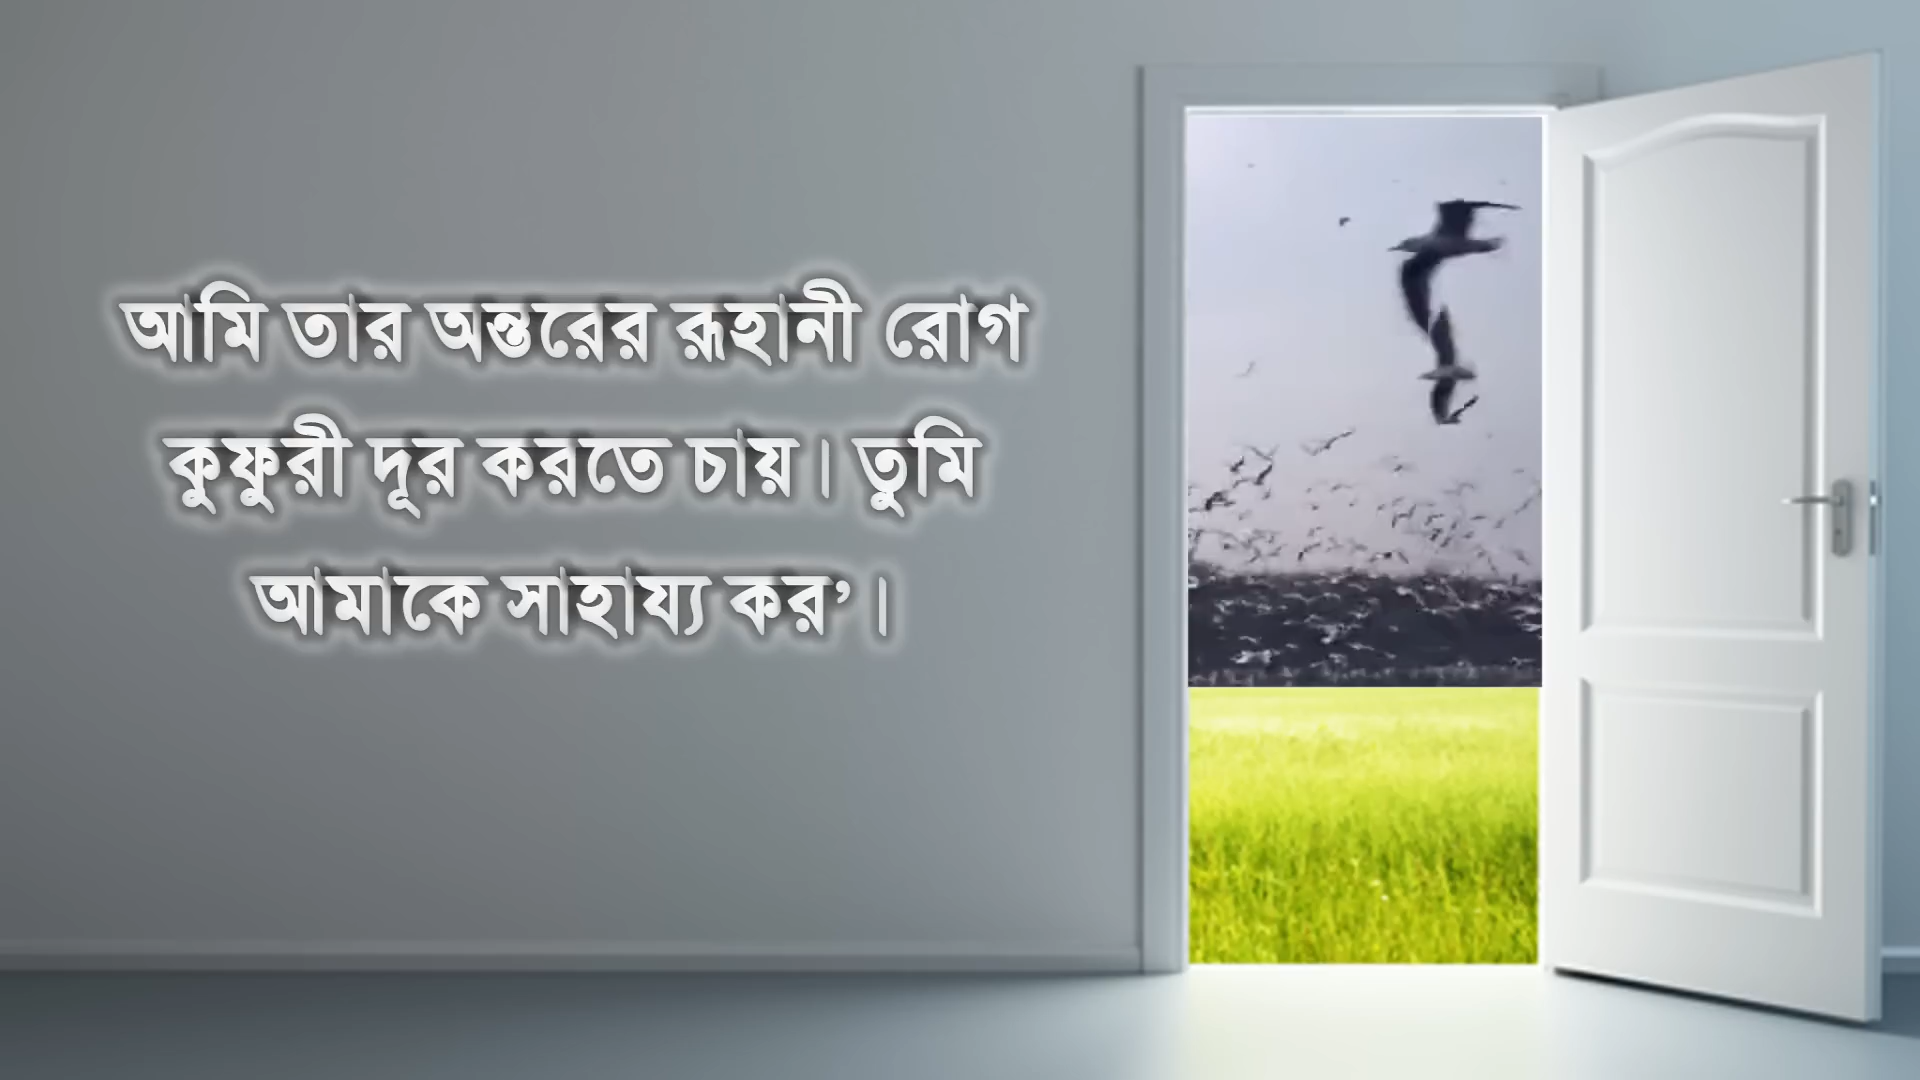 আমি তার অন্তরের রূহানী রোগ
কুফুরী দূর করতে চায়। তুমি
আমাকে সাহায্য কর’।